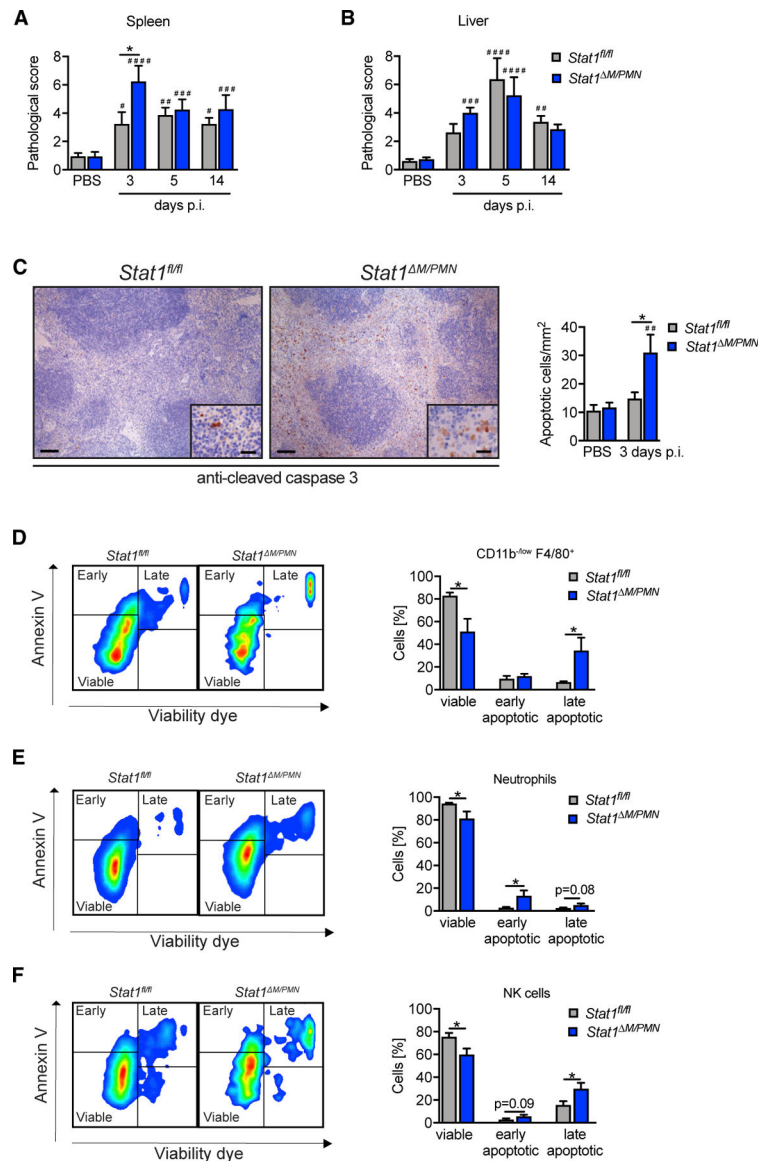 A
Spleen
Pathological score
8
6
4
2
0
*
#
####
##
###
#
###
PBS 3 5 14
days p.i.
B
Liver
Pathological score
8
6
4
2
0
###
####
####
##
PBS 3 5 14
days p.i.
Stat1fl/fl
Stat1ΔM/PMN
C
Stat1fl/fl
Stat1ΔM/PMN
anti-cleaved caspase 3
Apoptotic cells/mm2
40
30
20
10
0
*
##
PBS 3 days p.i.
Stat1fl/fl
Stat1ΔM/PMN
D
Stat1fl/fl
Stat1ΔM/PMN
Annexin V
Early Late
Early Late
Viable
Viable
Viability dye
CD11b-/low F4/80+
Cells [%]
100
80
60
40
20
0
*
*
viable early apoptotic late apoptotic
Stat1fl/fl
Stat1ΔM/PMN
E
Stat1fl/fl
Stat1ΔM/PMN
Annexin V
Early Late
Early Late
Viable
Viable
Viability dye
Neutrophils
Cells [%]
100
80
60
40
20
0
*
*
p=0.08
viable early apoptotic late apoptotic
Stat1fl/fl
Stat1ΔM/PMN
F
Stat1fl/fl
Stat1ΔM/PMN
Annexin V
Early Late
Early Late
Viable
Viable
Viability dye
NK cells
Cells [%]
100
80
60
40
20
0
*
p=0.09
*
viable early apoptotic late apoptotic
Stat1fl/fl
Stat1ΔM/PMN